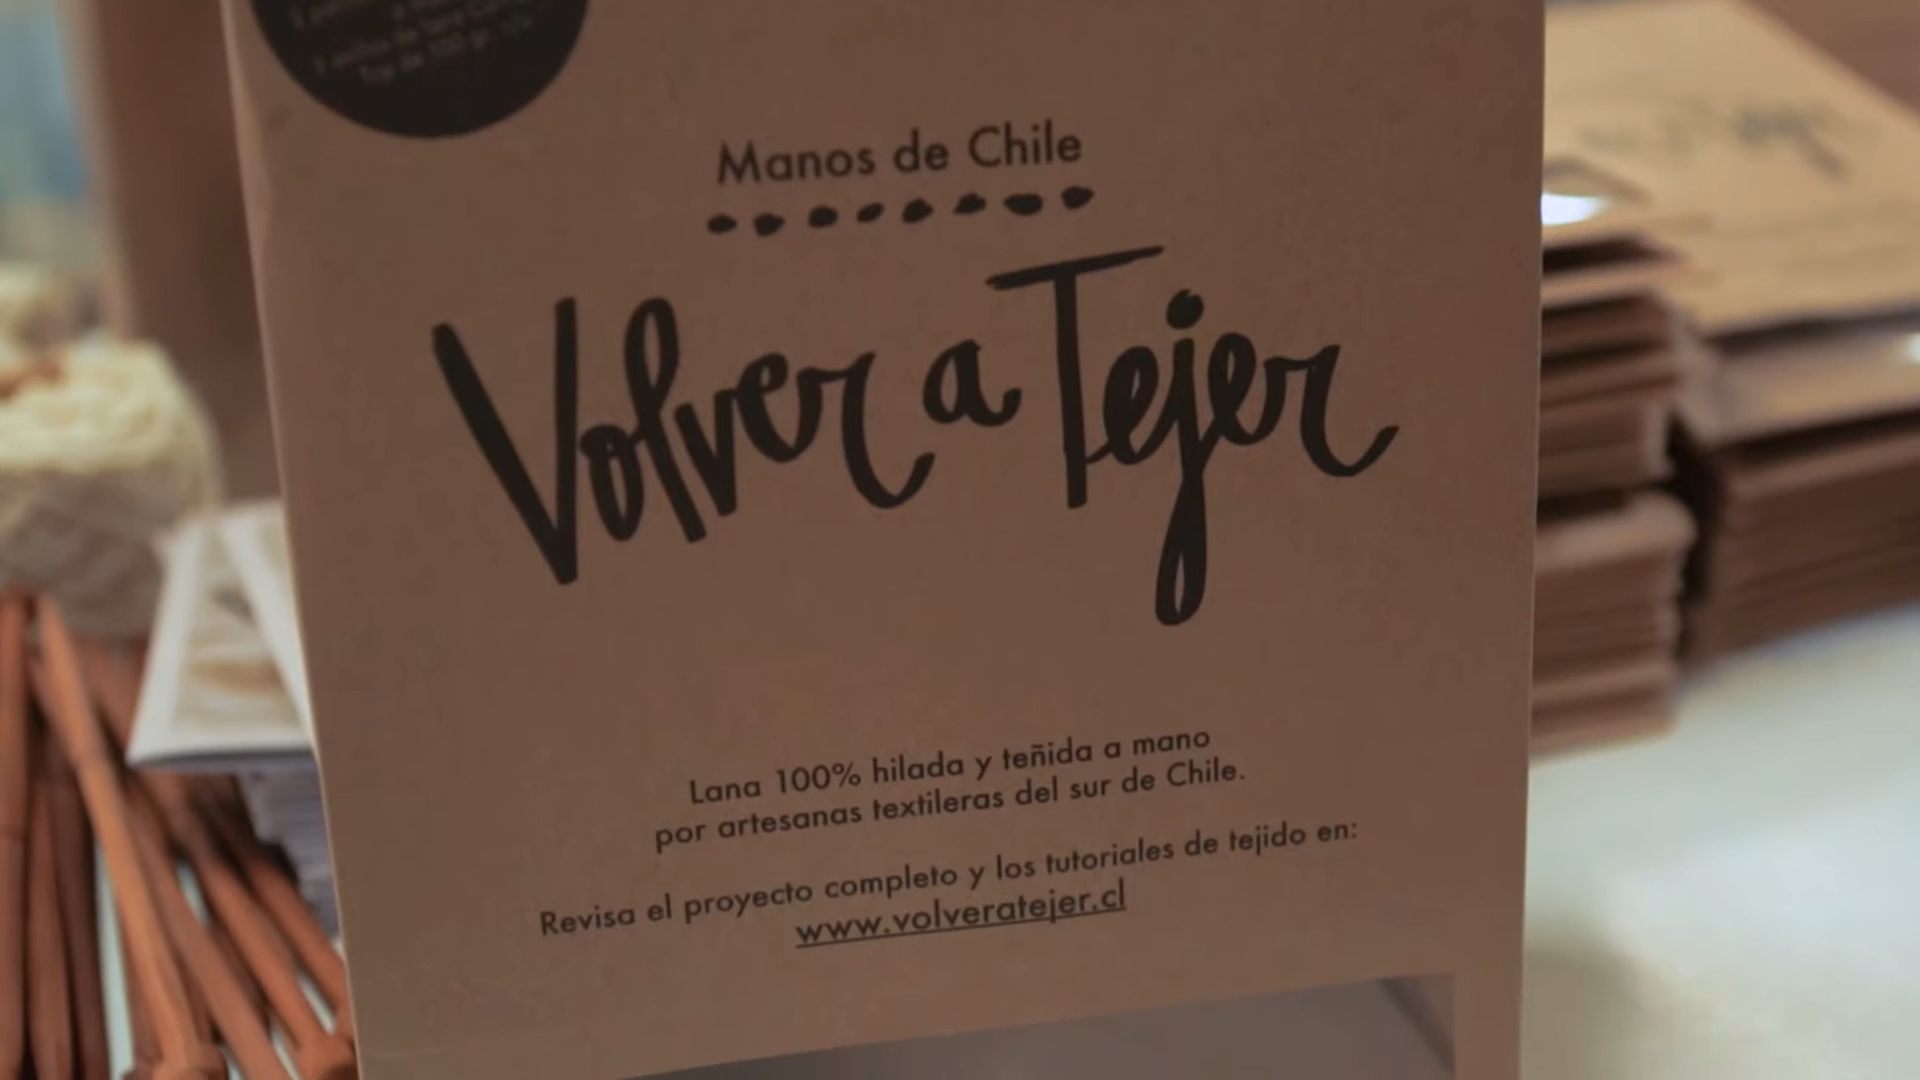 Manos de Chile
Volver a Tejer
Lana 100% hilada y teñida a mano
por artesanas textileras del sur de Chile.
Revisa el proyecto completo y los tutoriales de tejido en:
www.volveratejer.cl